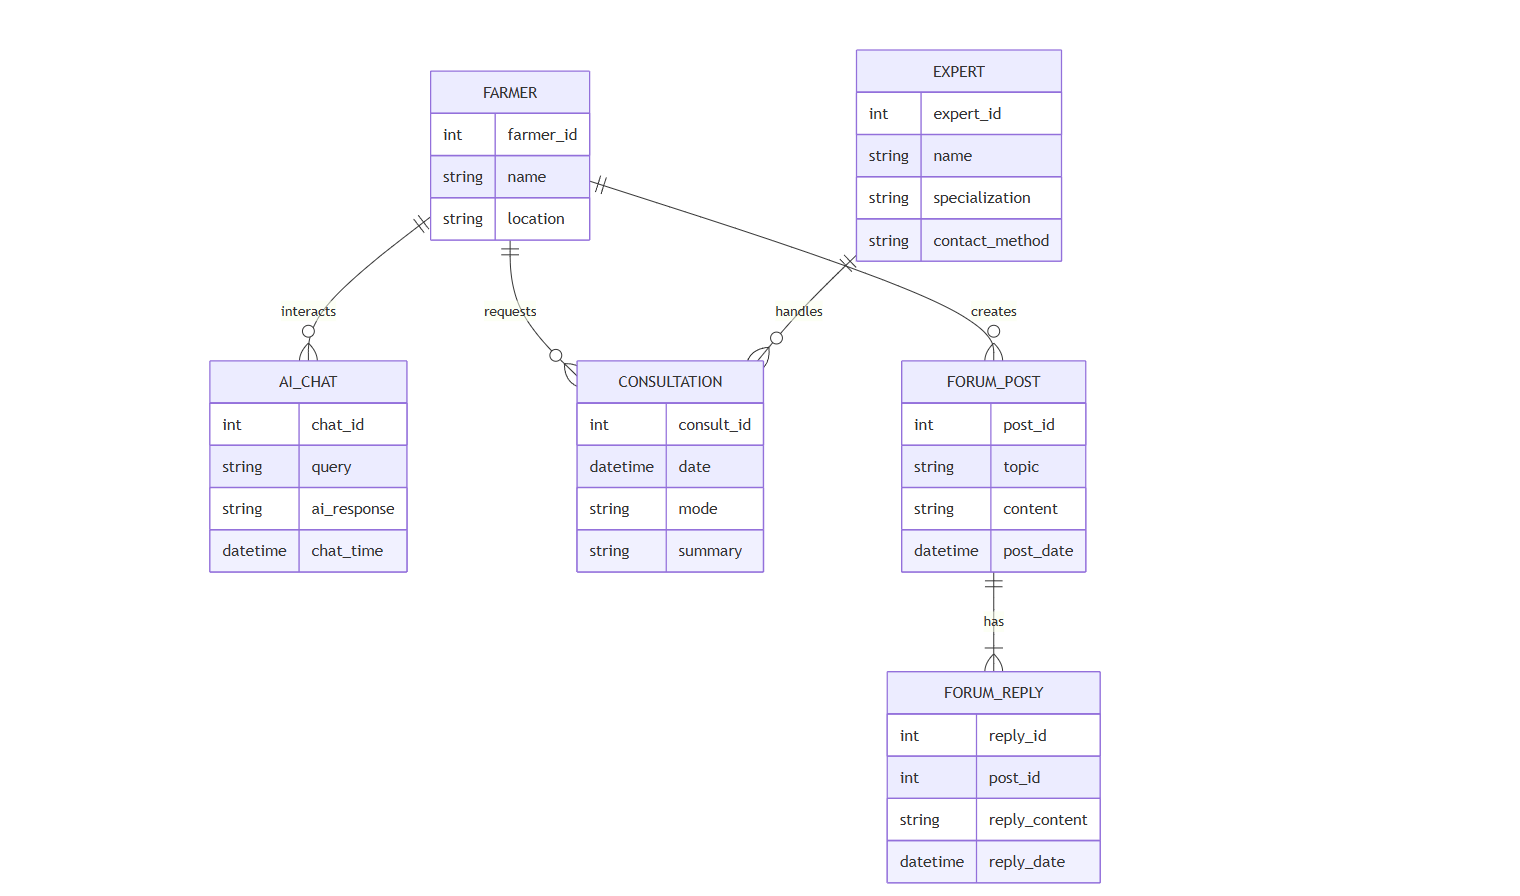 EXPERT
int expert_id
string name
string specialization
string contact_method
FARMER
int farmer_id
string name
string location
interacts
requests
handles
creates
AI_CHAT
int chat_id
string query
string ai_response
datetime chat_time
CONSULTATION
int consult_id
datetime date
string mode
string summary
FORUM_POST
int post_id
string topic
string content
datetime post_date
has
FORUM_REPLY
int reply_id
int post_id
string reply_content
datetime reply_date